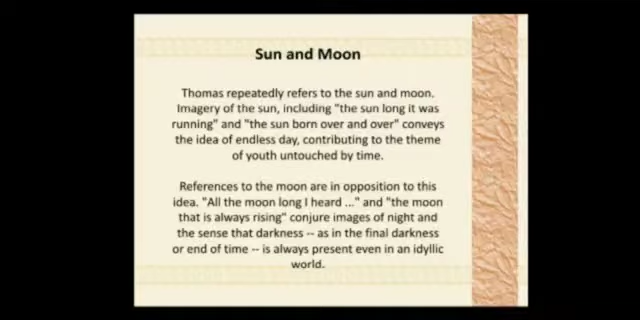 Sun and Moon
Thomas repeatedly refers to the sun and moon.
Imagery of the sun, including "the sun long it was
running" and "the sun born over and over" conveys
the idea of endless day, contributing to the theme
of youth untouched by time.
References to the moon are in opposition to this
idea. "All the moon long I heard ..." and "the moon
that is always rising" conjure images of night and
the sense that darkness -- as in the final darkness
or end of time -- is always present even in an idyllic
world.